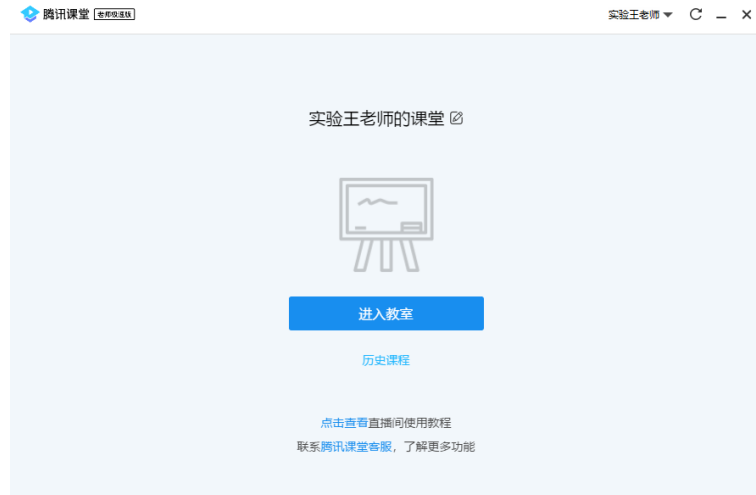 腾讯课堂 老师极速版
实验王老师
实验王老师的课堂
进入教室
历史课程
点击查看直播间使用教程
联系腾讯课堂客服，了解更多功能